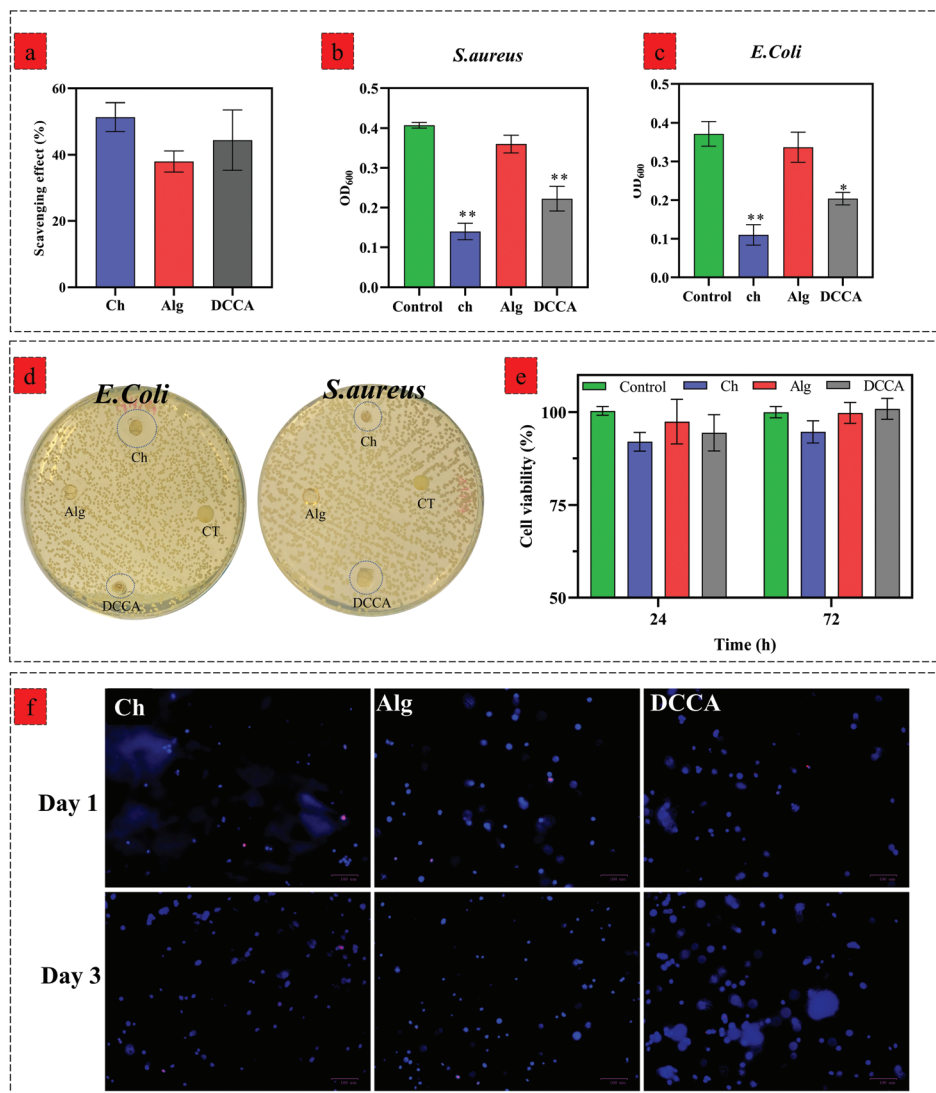 a
60
40
20
0
Scavenging effect (%)
Ch Alg DCCA
b
S.aureus
0.5
0.4
0.3
0.2
0.1
0.0
OD600
** **
Control ch Alg DCCA
c
E.Coli
0.5
0.4
0.3
0.2
0.1
0.0
OD600
** *
Control ch Alg DCCA
d
E.Coli
Ch
Alg
CT
DCCA
S.aureus
Ch
Alg
CT
DCCA
e
Control Ch Alg DCCA
100
75
50
Cell viability (%)
24 72
Time (h)
f
Ch Alg DCCA
Day 1
Day 3